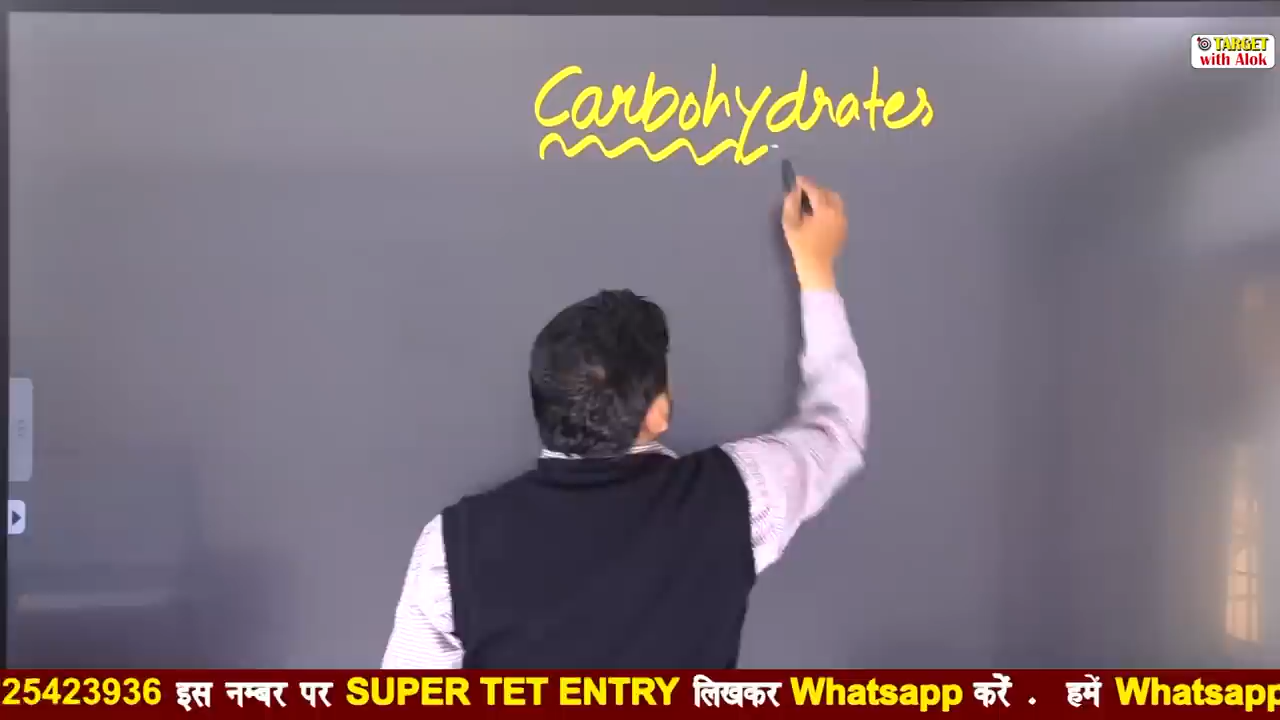 TARGET
with Alok
Carbohydrates
25423936 इस नम्बर पर SUPER TET ENTRY लिखकर Whatsapp करें . हमें Whatsapp